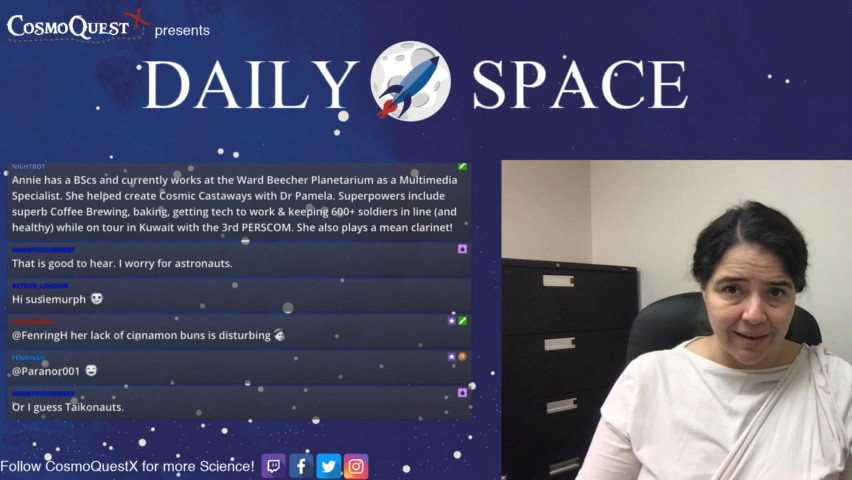 CosmoQuest X presents
DAILY SPACE
NIGHTBOT
Annie has a BScs and currently works at the Ward Beecher Planetarium as a Multimedia
Specialist. She helped create Cosmic Castaways with Dr Pamela. Superpowers include
superb Coffee Brewing, baking, getting tech to work & keeping 600+ soldiers in line (and
healthy) while on tour in Kuwait with the 3rd PERSCOM. She also plays a mean clarinet!
That is good to hear. I worry for astronauts.
ASTRO8_LONDON
Hi susiemurph
@FenringH her lack of cinnamon buns is disturbing
FENRINGH
@Paranor001
Or I guess Taikonauts.
Follow CosmoQuestX for more Science!